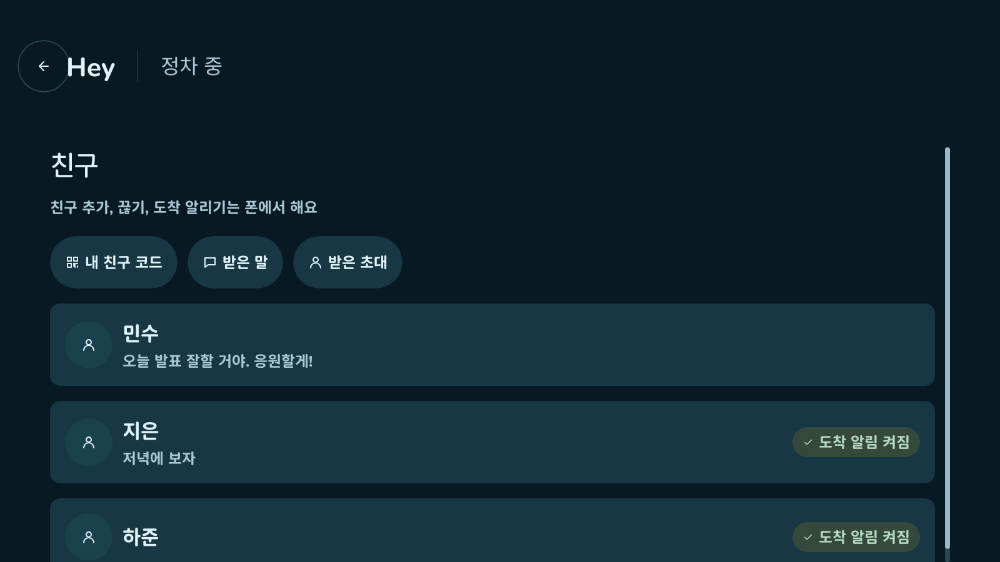 Hey
정차 중
친구
친구 추가, 끊기, 도착 알리기는 폰에서 해요
내 친구 코드
받은 말
받은 초대
민수
오늘 발표 잘할 거야. 응원할게!
지은
저녁에 보자
도착 알림 켜짐
하준
도착 알림 켜짐